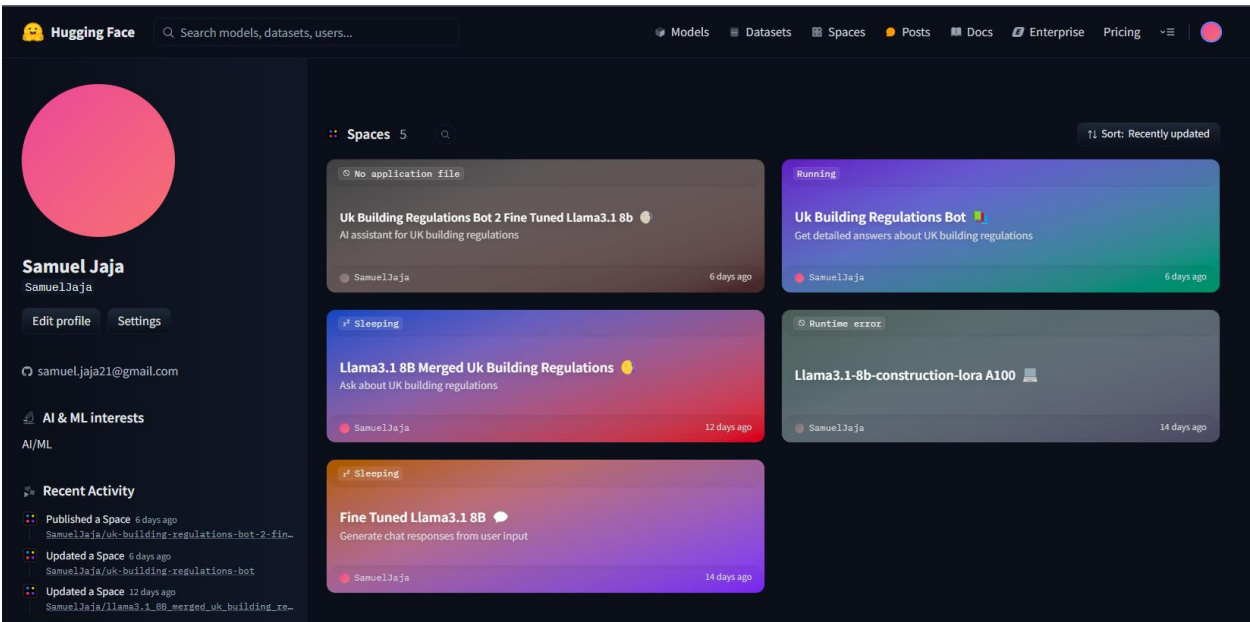 Hugging Face
Search models, datasets, users...
Models
Datasets
Spaces
Posts
Docs
Enterprise
Pricing
Samuel Jaja
SamuelJaja
Edit profile
Settings
samuel.jaja21@gmail.com
AI & ML interests
AI/ML
Recent Activity
Published a Space 6 days ago
SamuelJaja/uk-building-regulations-bot-2-fin…
Updated a Space 6 days ago
SamuelJaja/uk-building-regulations-bot
Updated a Space 12 days ago
SamuelJaja/llama3.1_8B_merged_uk_building_re…
Spaces 5
Sort: Recently updated
No application file
Uk Building Regulations Bot 2 Fine Tuned Llama3.1 8b
AI assistant for UK building regulations
SamuelJaja 6 days ago
Running
Uk Building Regulations Bot
Get detailed answers about UK building regulations
SamuelJaja 6 days ago
Sleeping
Llama3.1 8B Merged Uk Building Regulations
Ask about UK building regulations
SamuelJaja 12 days ago
Runtime error
Llama3.1-8b-construction-lora A100
SamuelJaja 14 days ago
Sleeping
Fine Tuned Llama3.1 8B
Generate chat responses from user input
SamuelJaja 14 days ago